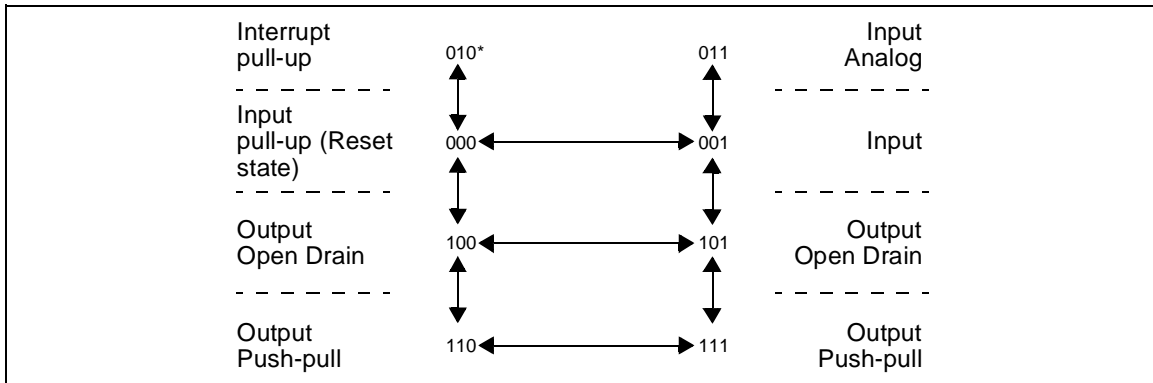 Interrupt
pull-up
010*
011
Input
Analog
Input
pull-up (Reset
state)
000
001
Input
Output
Open Drain
100
101
Output
Open Drain
Output
Push-pull
110
111
Output
Push-pull